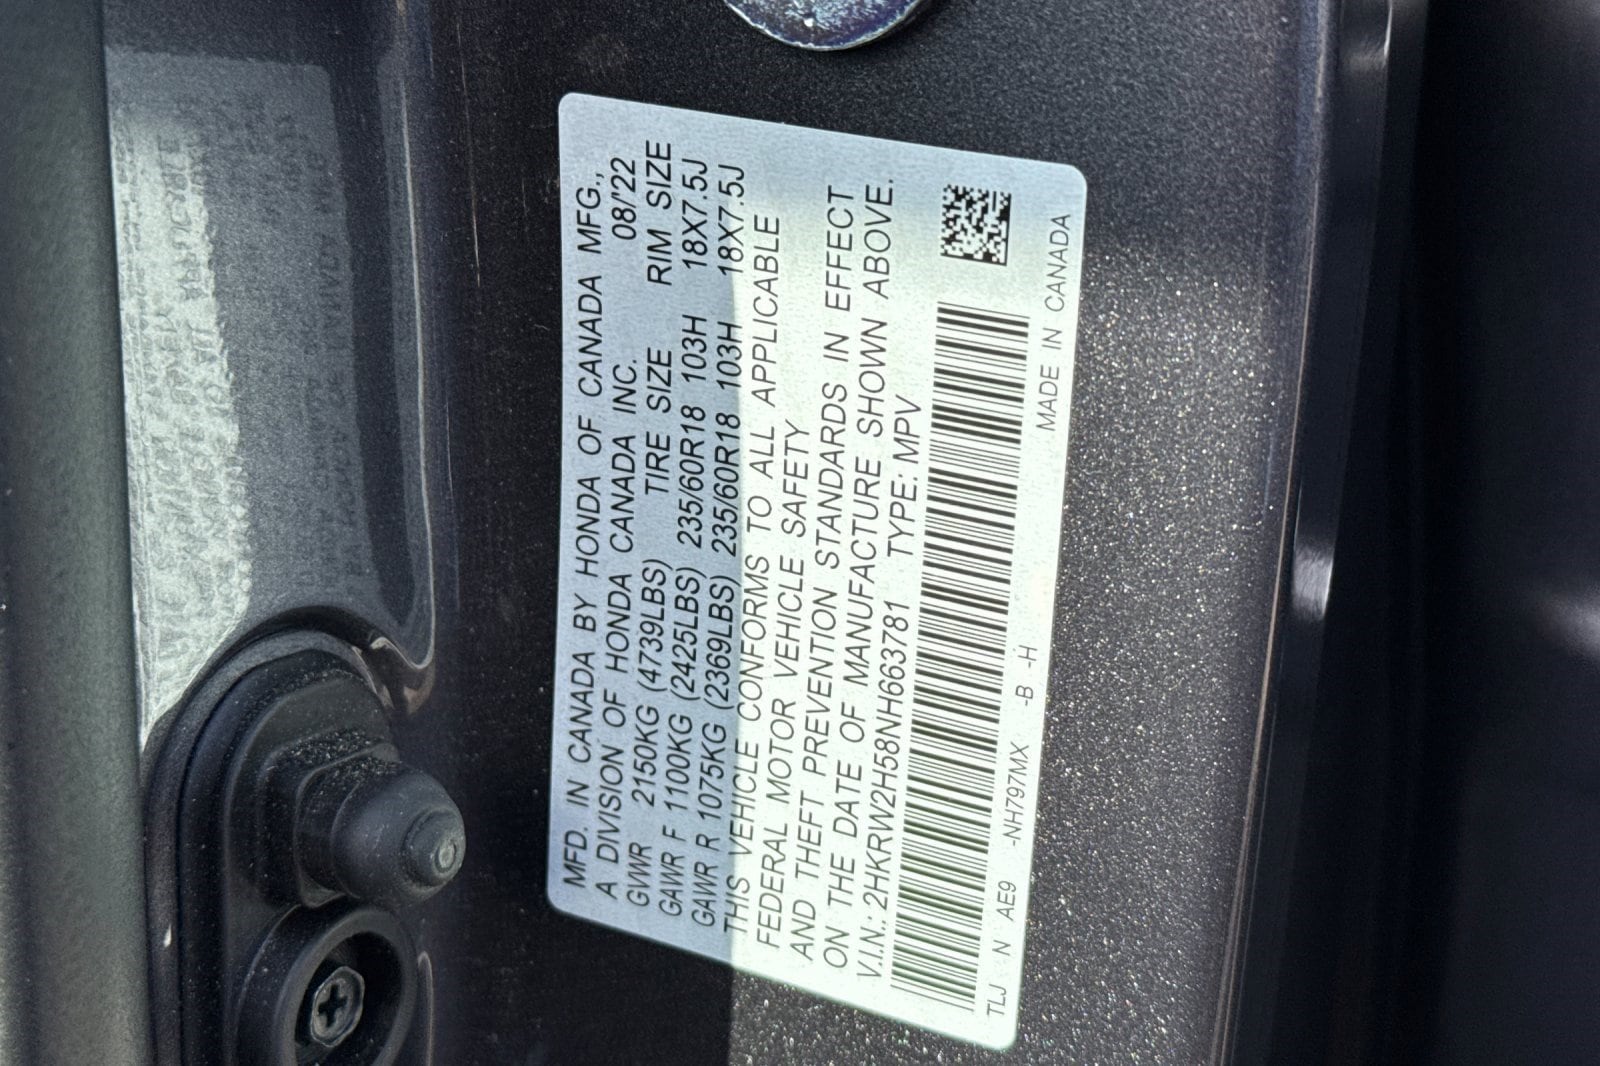 MFD. IN CANADA BY HONDA OF CANADA MFG.,
A DIVISION OF HONDA CANADA INC. 08/'22
GVWR 2150KG (4739LBS) TIRE SIZE RIM SIZE
GAWR F 1100KG (2425LBS) 235/60R18 103H 18X7.5J
GAWR R 1075KG (2369LBS) 235/60R18 103H 18X7.5J
THIS VEHICLE CONFORMS TO ALL APPLICABLE
FEDERAL MOTOR VEHICLE SAFETY
AND THEFT PREVENTION STANDARDS IN EFFECT
ON THE DATE OF MANUFACTURE SHOWN ABOVE.
V.I.N.: 2HKRW2H58NH663781 TYPE: MPV
TLJ N AE9 -NH797MX -B -H MADE IN CANADA